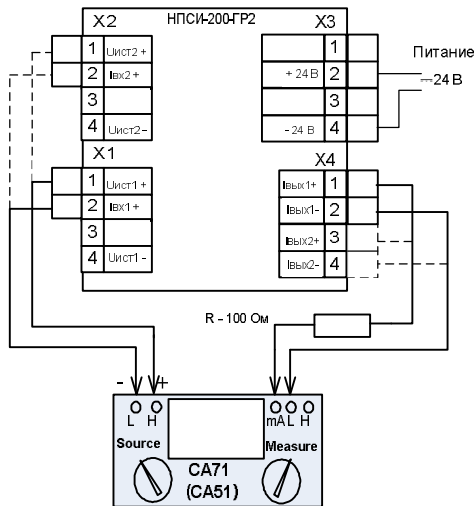 X2
НПСИ-200-ГР2
X3
1
Uист2 +
2
Iвх2+
3
4
Uист2–
1
+ 24 В
2
3
- 24 В
4
Питание
24 В
X1
1
Uист1 +
2
Iвх1+
3
4
Uист1 -
X4
Iвых1+
1
Iвых1-
2
Iвых2+
3
Iвых2-
4
R - 100 Ом
- +
L H
mA L H
Source
Measure
CA71
(CA51)